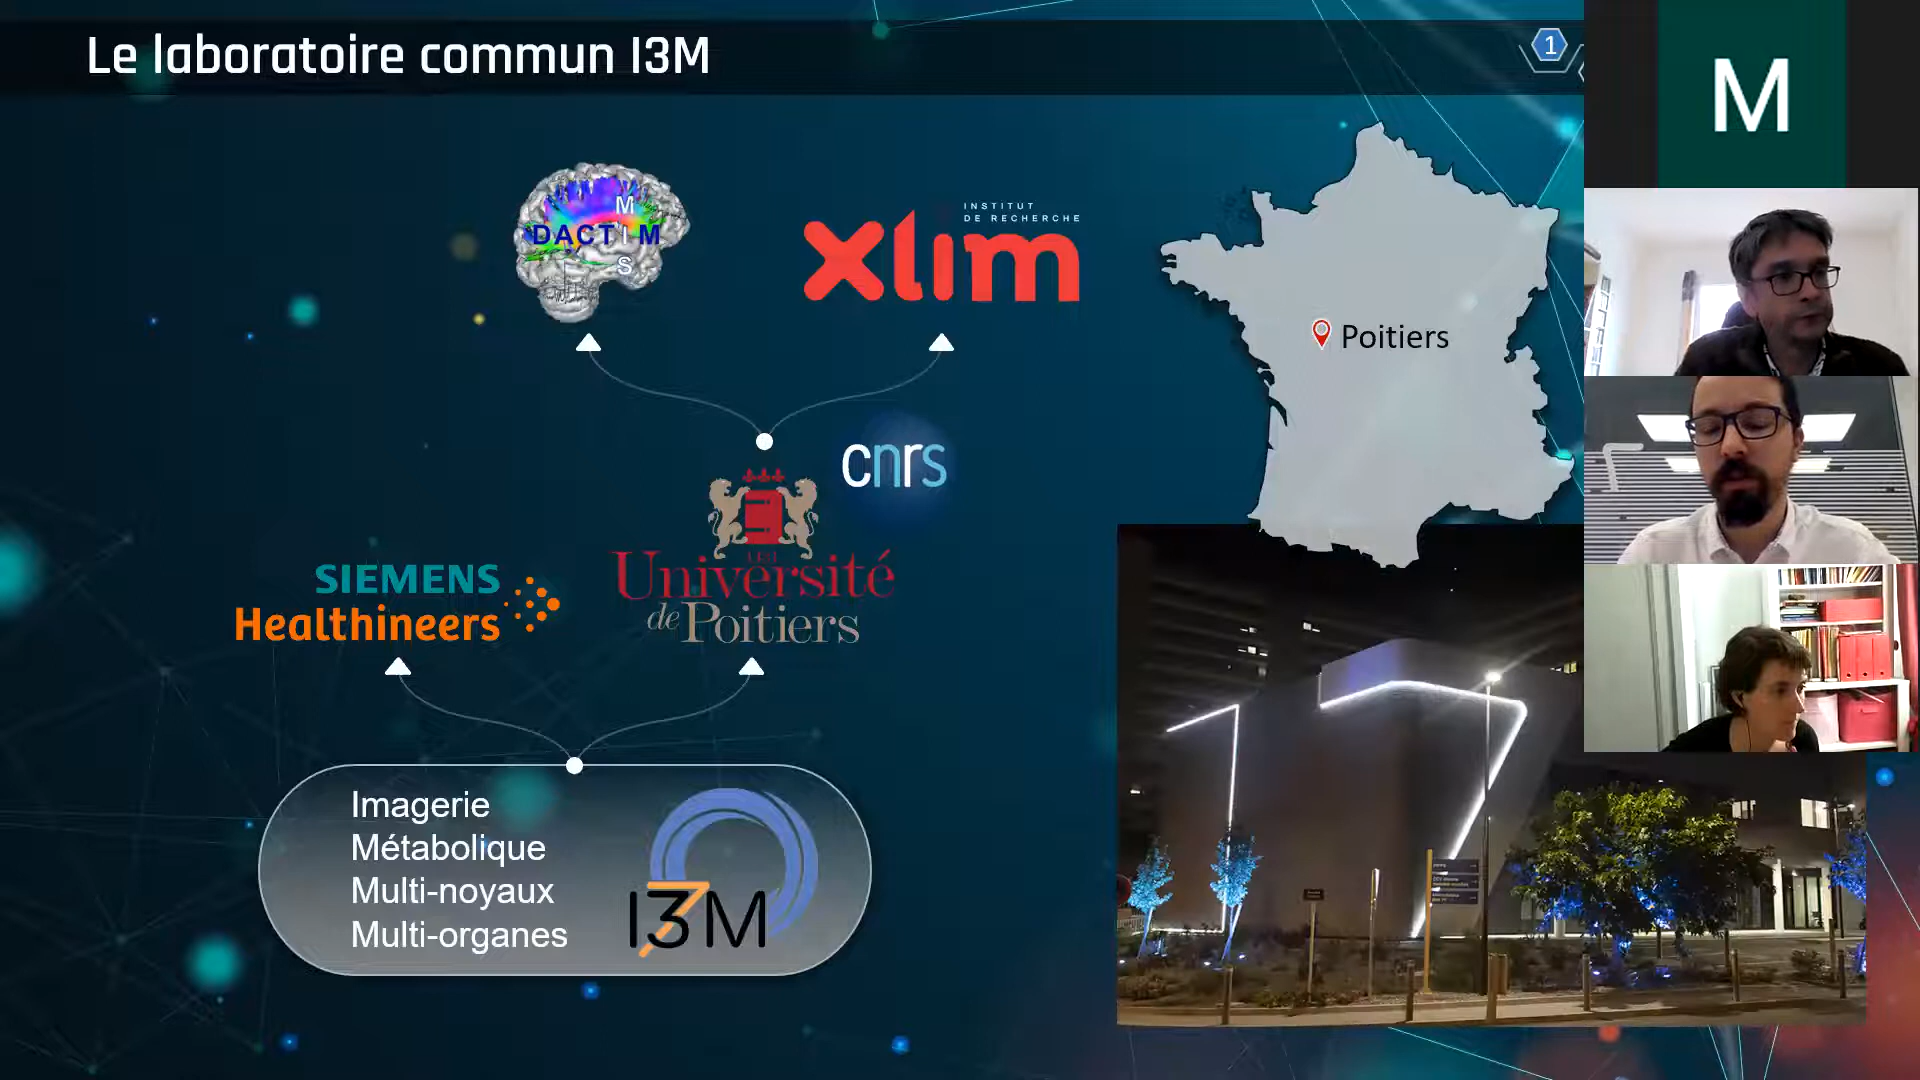 Le laboratoire commun I3M
1
M
M
DACT I M
S
INSTITUT
DE RECHERCHE
xlim
Poitiers
cnrs
SIEMENS
Healthineers
Université
de Poitiers
Imagerie
Métabolique
Multi-noyaux
Multi-organes
I3M